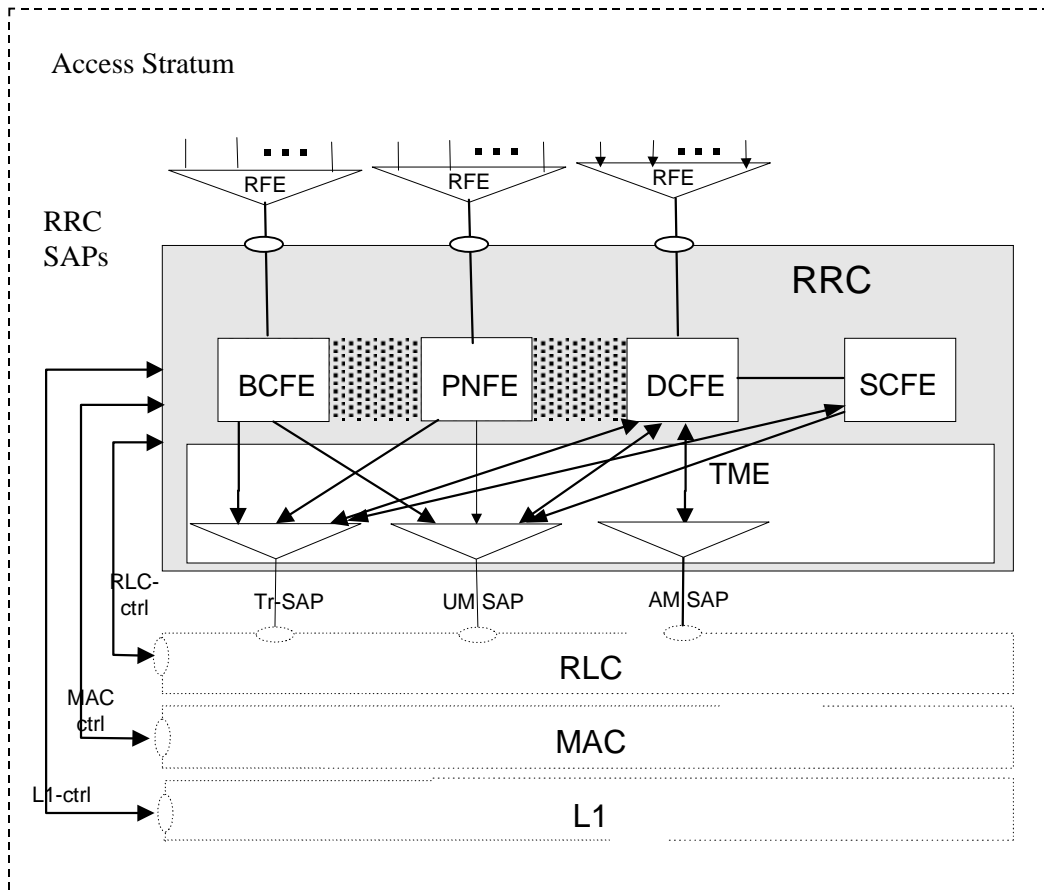 Access Stratum
RFE
RFE
RFE
RRC
SAPs
RRC
BCFE
PNFE
DCFE
SCFE
TME
RLC-
ctrl
Tr-SAP
UM SAP
AM SAP
RLC
MAC
ctrl
MAC
L1-ctrl
L1